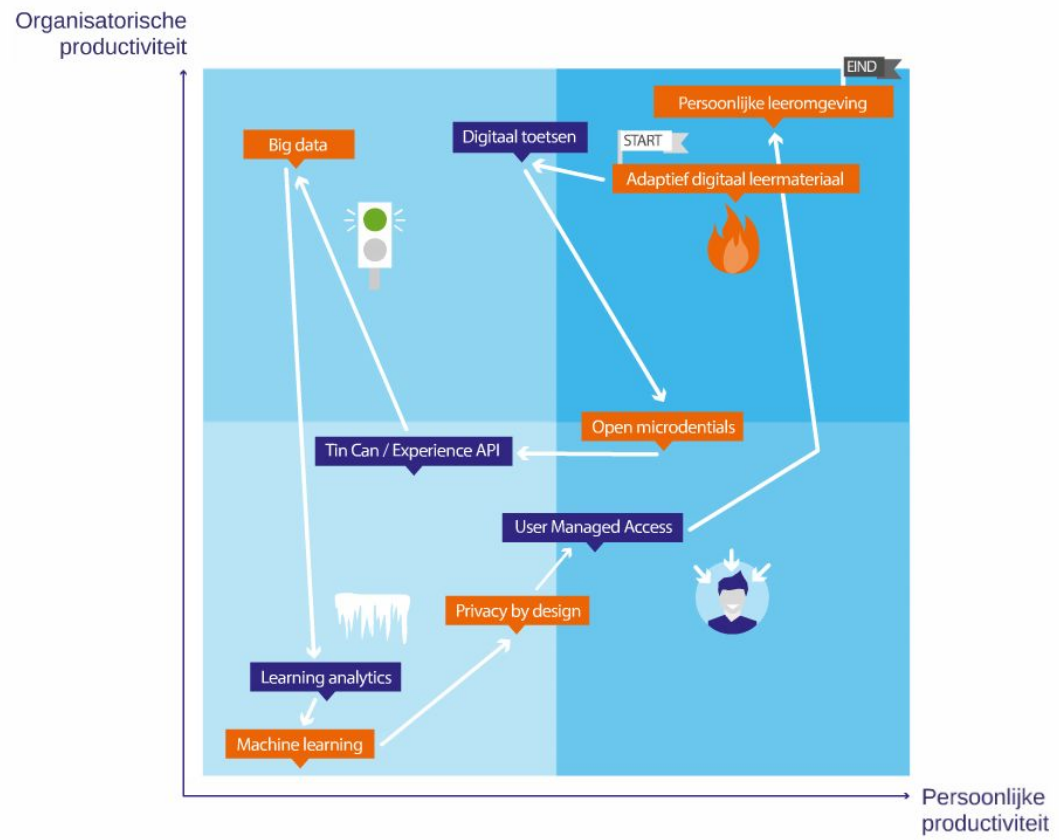 Organisatorische
productiviteit
EIND
Persoonlijke leeromgeving
Big data
Digitaal toetsen
START
Adaptief digitaal leermateriaal
Open microdentials
Tin Can / Experience API
User Managed Access
Privacy by design
Learning analytics
Machine learning
Persoonlijke
productiviteit